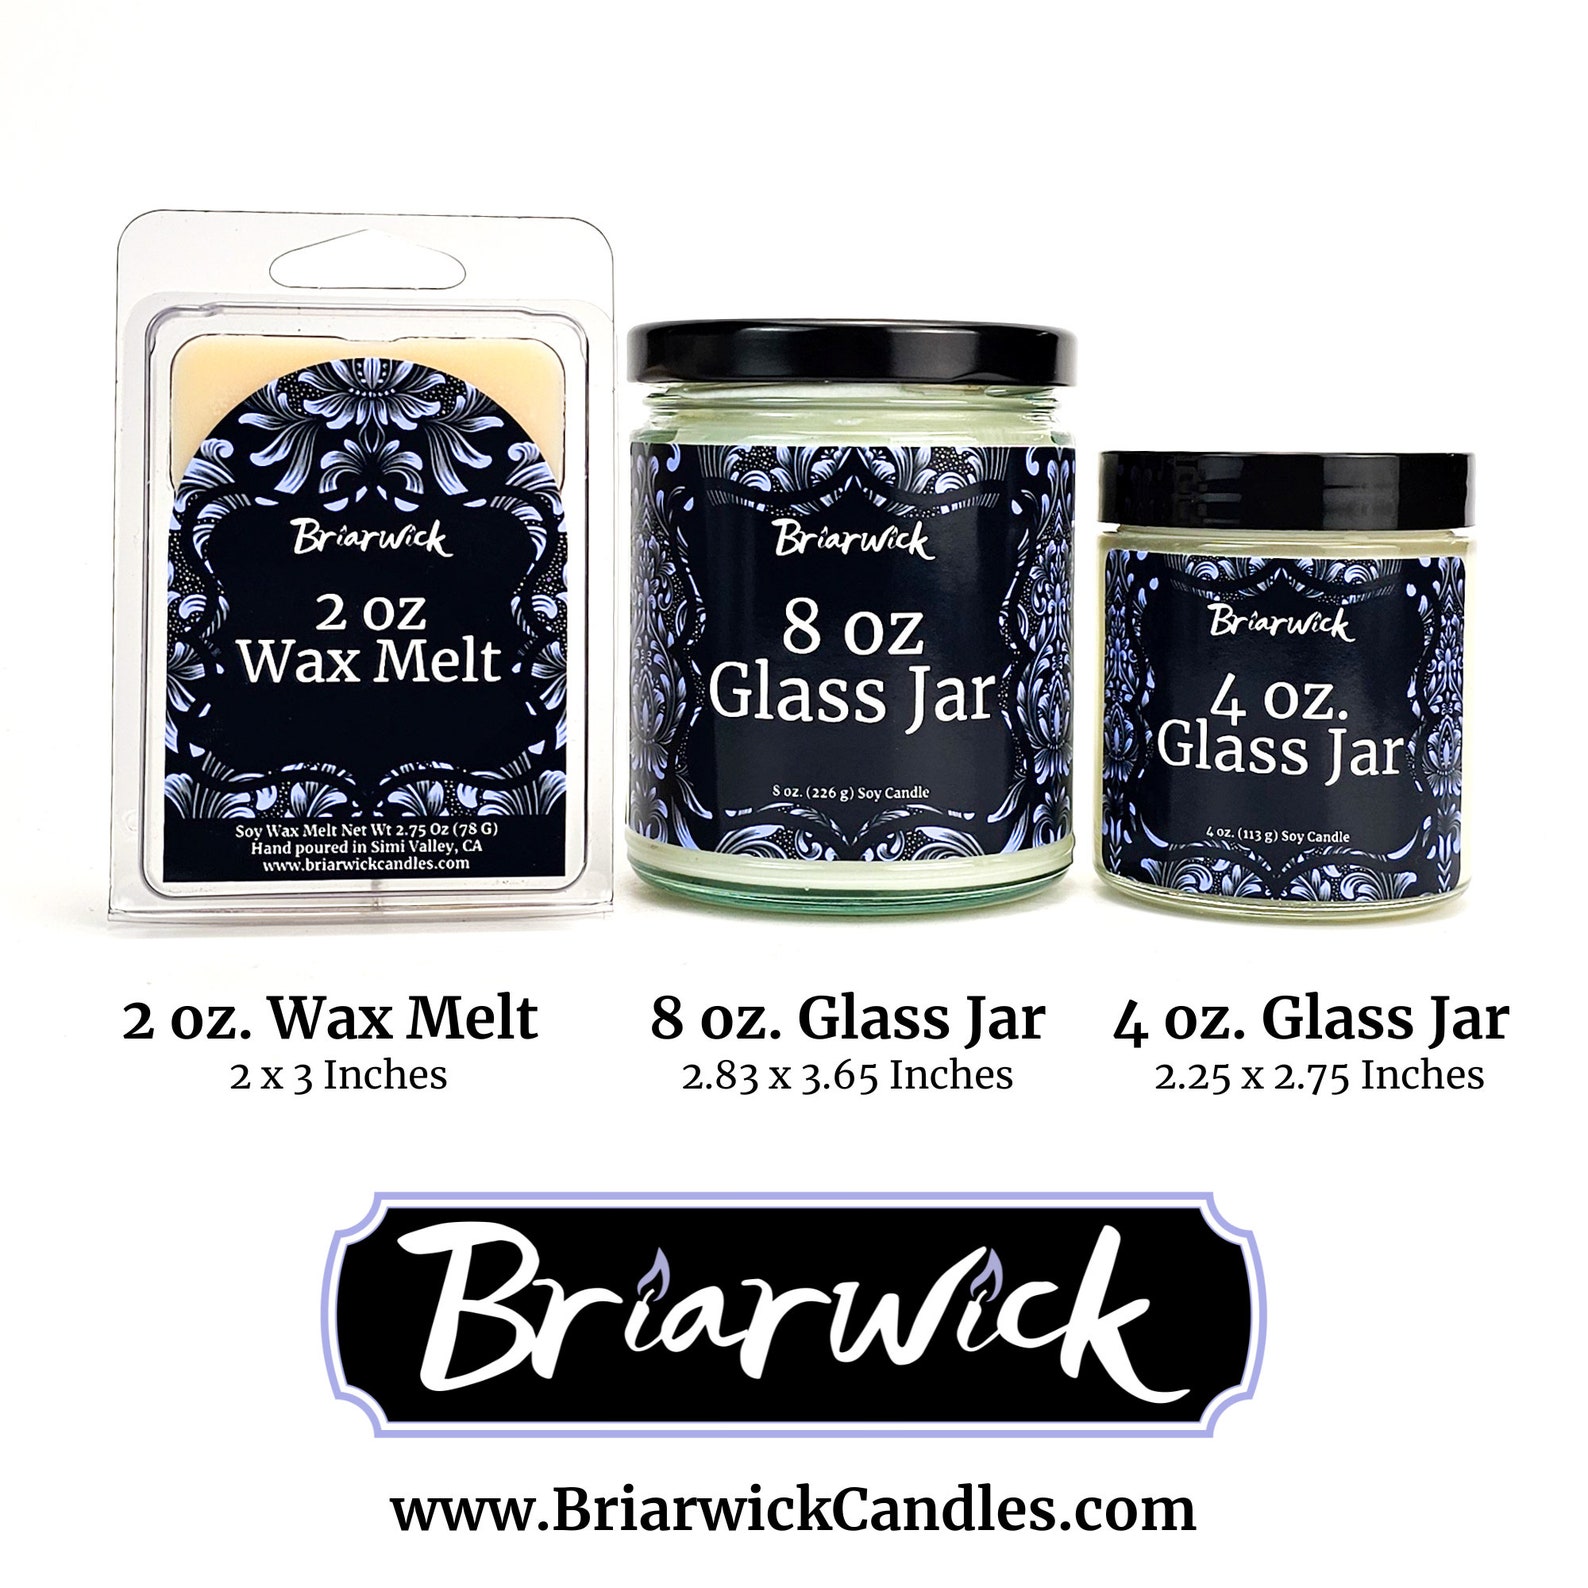 Briarwick
2 oz
Wax Melt
Soy Wax Melt Net Wt 2.75 Oz (78 G)
Hand poured in Simi Valley, CA
www.briarwickcandles.com
Briarwick
8 oz
Glass Jar
8 oz. (226 g) Soy Candle
Briarwick
4 oz.
Glass Jar
4 oz. (113 g) Soy Candle
2 oz. Wax Melt
2 x 3 Inches
8 oz. Glass Jar
2.83 x 3.65 Inches
4 oz. Glass Jar
2.25 x 2.75 Inches
Briarwick
www.BriarwickCandles.com